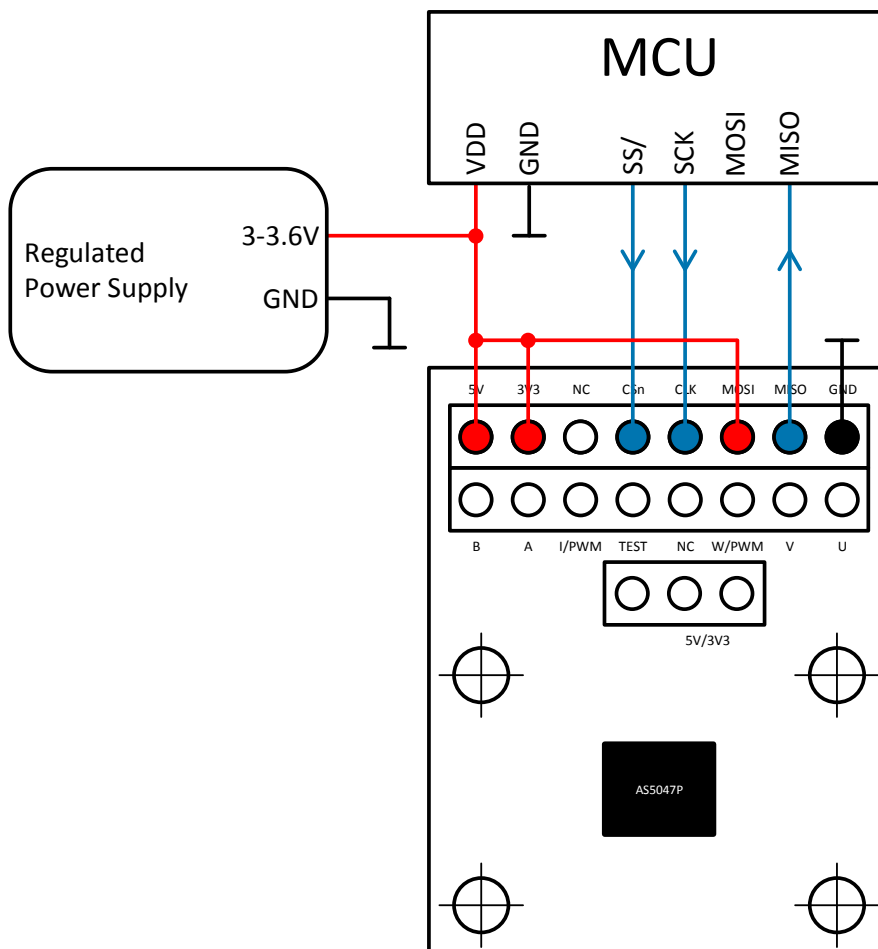 MCU
VDD
GND
SS/
SCK
MOSI
MISO
Regulated
Power Supply
3-3.6V
GND
5V 3V3 NC CSn CLK MOSI MISO GND
B A I/PWM TEST NC W/PWM V U
5V/3V3
AS5047P